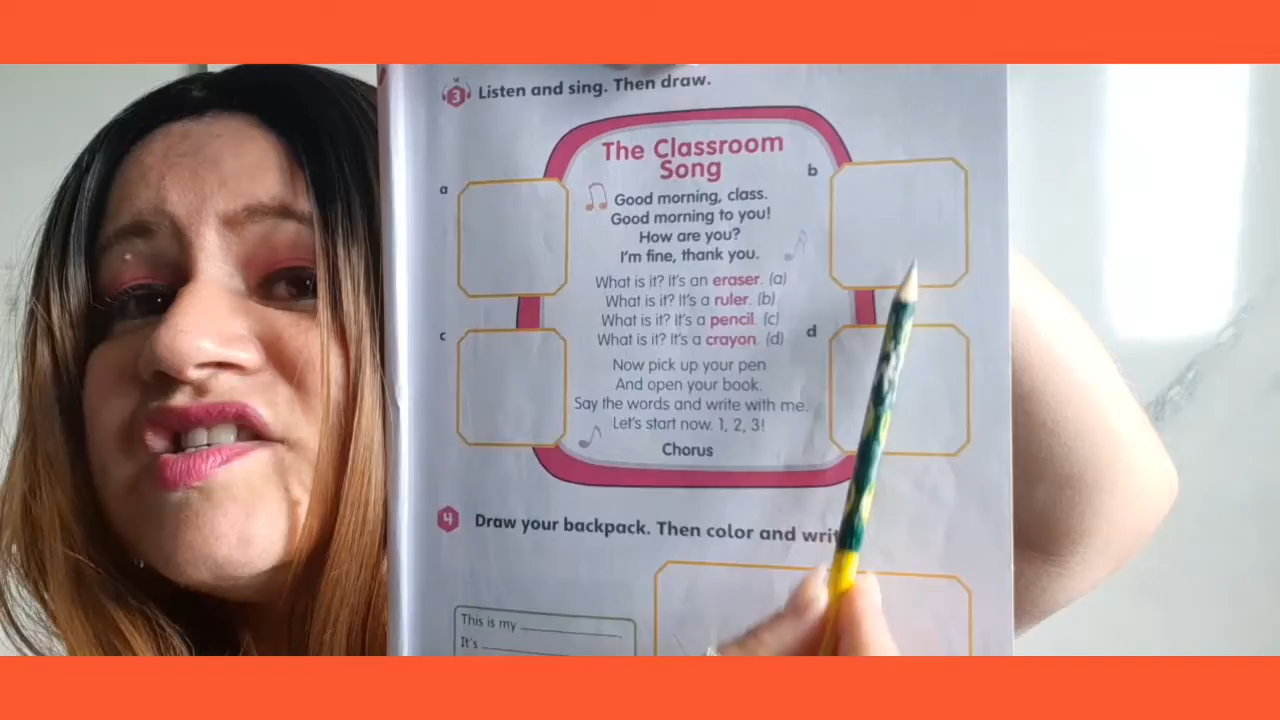 3 Listen and sing. Then draw.
The Classroom
Song
a
b
Good morning, class.
Good morning to you!
How are you?
I'm fine, thank you.
What is it? It's an eraser. (a)
What is it? It's a ruler. (b)
What is it? It's a pencil. (c)
What is it? It's a crayon. (d)
c
d
Now pick up your pen
And open your book.
Say the words and write with me.
Let's start now. 1, 2, 3!
Chorus
4 Draw your backpack. Then color and
This is my
It's